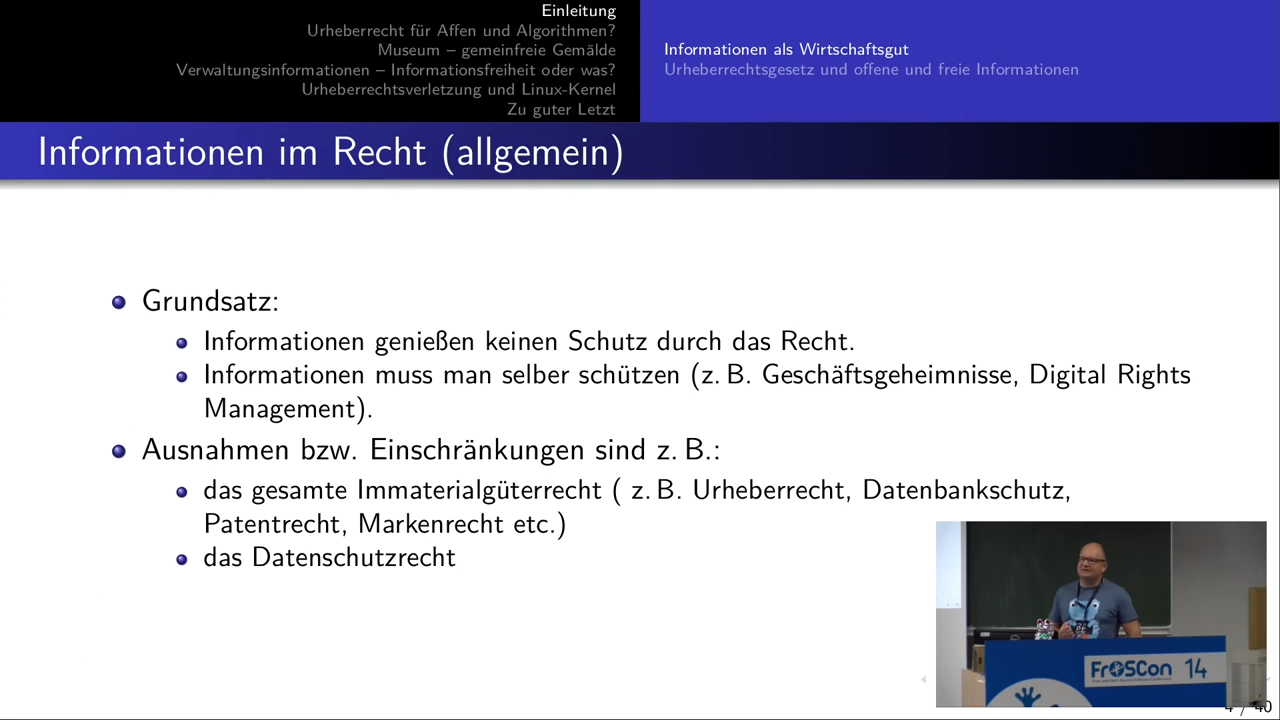 Einleitung
Urheberrecht für Affen und Algorithmen?
Museum – gemeinfreie Gemälde
Verwaltungsinformationen – Informationsfreiheit oder was?
Urheberrechtsverletzung und Linux-Kernel
Zu guter Letzt
Informationen als Wirtschaftsgut
Urheberrechtsgesetz und offene und freie Informationen
Informationen im Recht (allgemein)
Grundsatz:
Informationen genießen keinen Schutz durch das Recht.
Informationen muss man selber schützen (z. B. Geschäftsgeheimnisse, Digital Rights
Management).
Ausnahmen bzw. Einschränkungen sind z. B.:
das gesamte Immaterialgüterrecht ( z. B. Urheberrecht, Datenbankschutz,
Patentrecht, Markenrecht etc.)
das Datenschutzrecht
FrOSCon 14
4 / 40